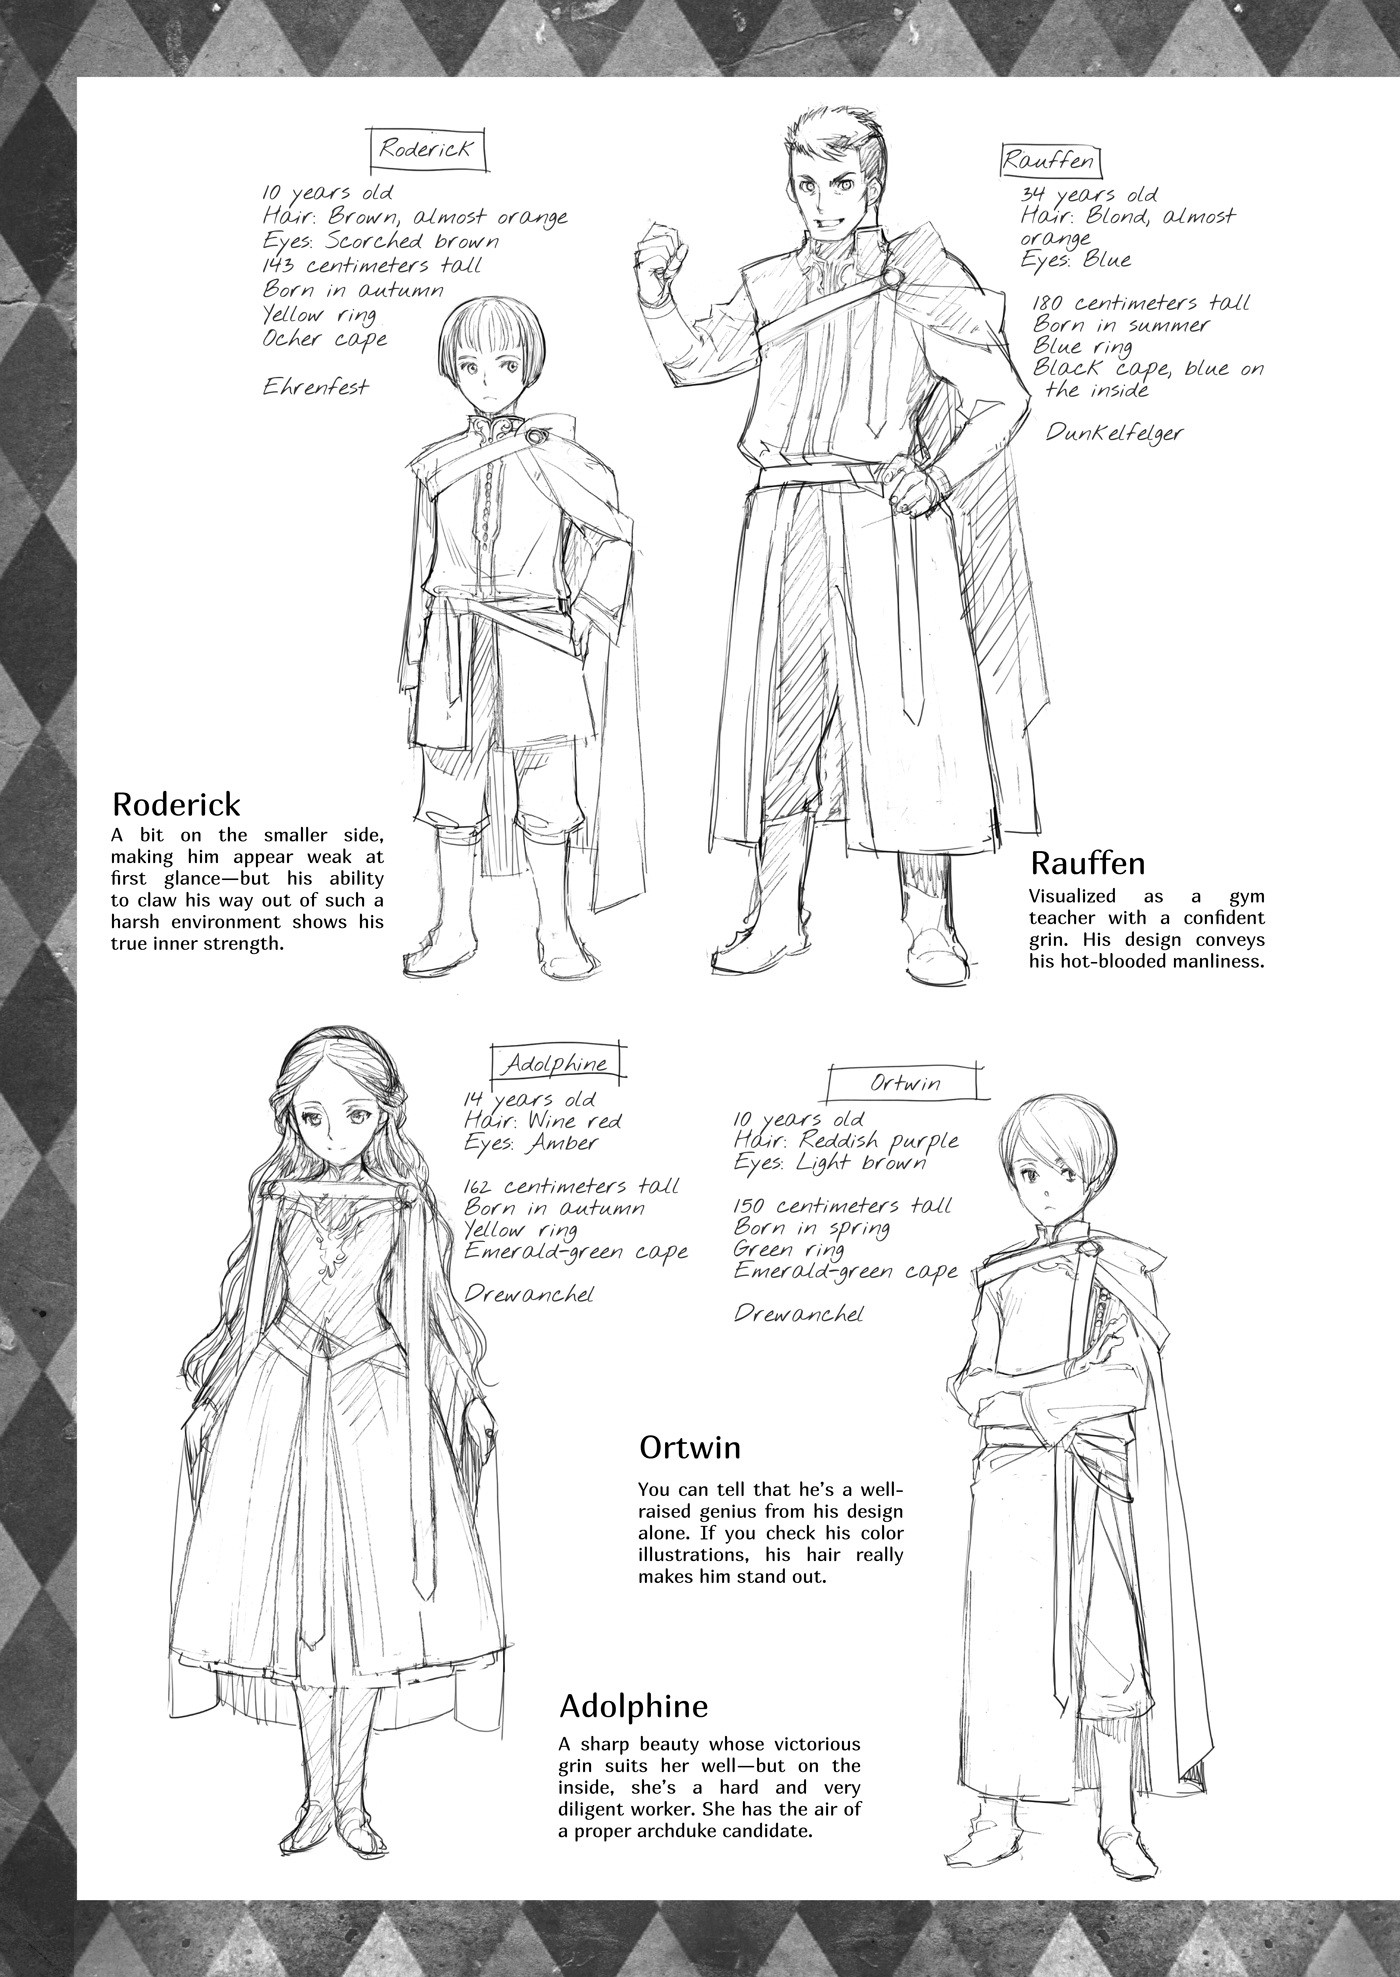 Roderick
10 years old
Hair: Brown, almost orange
Eyes: Scorched brown
143 centimeters tall
Born in autumn
Yellow ring
Ocher cape
Ehrenfest
Rauffen
34 years old
Hair: Blond, almost
orange
Eyes: Blue
180 centimeters tall
Born in summer
Blue ring
Black cape, blue on
the inside
Dunkelfelger
Roderick
A bit on the smaller side,
making him appear weak at
first glance—but his ability
to claw his way out of such a
harsh environment shows his
true inner strength.
Rauffen
Visualized as a gym
teacher with a confident
grin. His design conveys
his hot-blooded manliness.
Adolphine
14 years old
Hair: Wine red
Eyes: Amber
162 centimeters tall
Born in autumn
Yellow ring
Emerald-green cape
Drewanchel
Ortwin
10 years old
Hair: Reddish purple
Eyes: Light brown
150 centimeters tall
Born in spring
Green ring
Emerald-green cape
Drewanchel
Ortwin
You can tell that he's a well-
raised genius from his design
alone. If you check his color
illustrations, his hair really
makes him stand out.
Adolphine
A sharp beauty whose victorious
grin suits her well—but on the
inside, she's a hard and very
diligent worker. She has the air of
a proper archduke candidate.